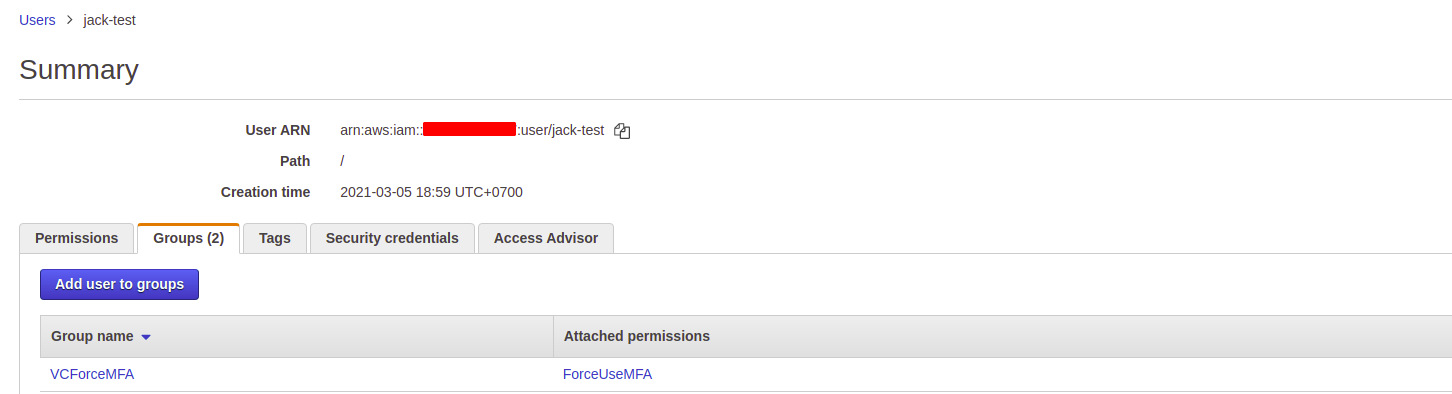 Users > jack-test
Summary
User ARN arn:aws:iam:: :user/jack-test
Path /
Creation time 2021-03-05 18:59 UTC+0700
Permissions Groups (2) Tags Security credentials Access Advisor
Add user to groups
Group name Attached permissions
VCForceMFA ForceUseMFA